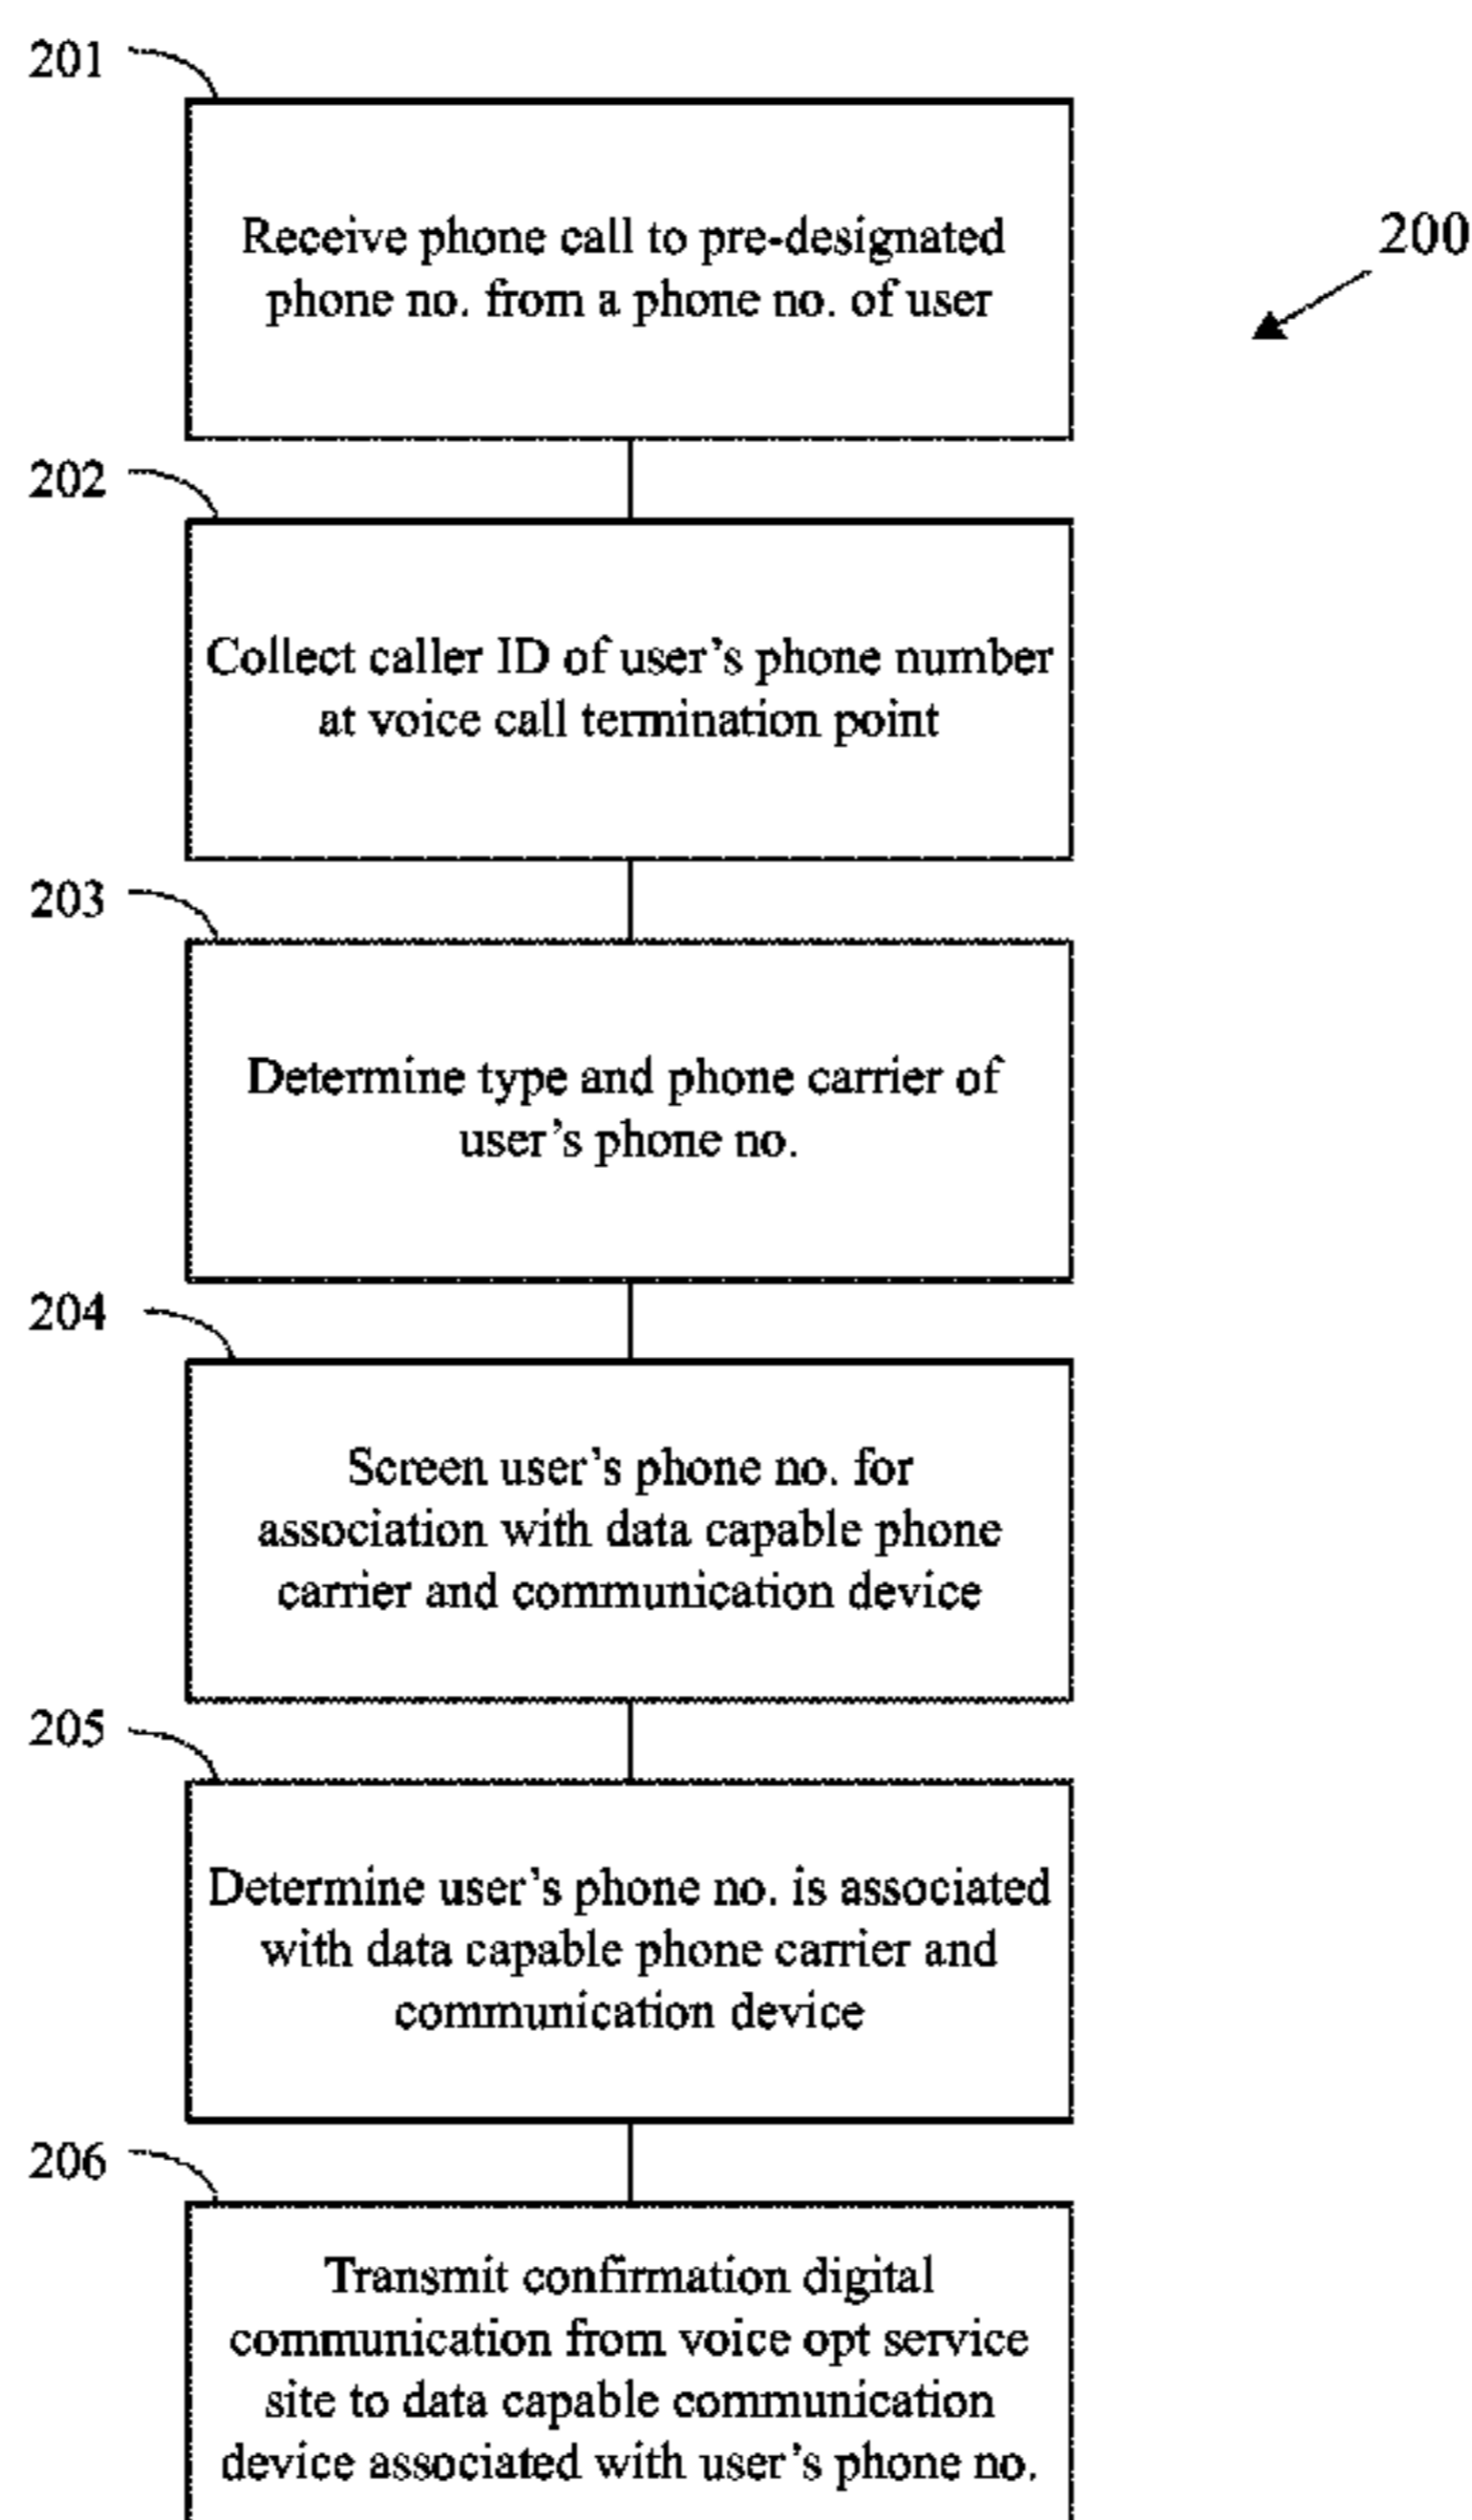 201
Receive phone call to pre-designated
phone no. from a phone no. of user
200
202
Collect caller ID of user's phone number
at voice call termination point
203
Determine type and phone carrier of
user's phone no.
204
Screen user's phone no. for
association with data capable phone
carrier and communication device
205
Determine user's phone no. is associated
with data capable phone carrier and
communication device
206
Transmit confirmation digital
communication from voice opt service
site to data capable communication
device associated with user's phone no.